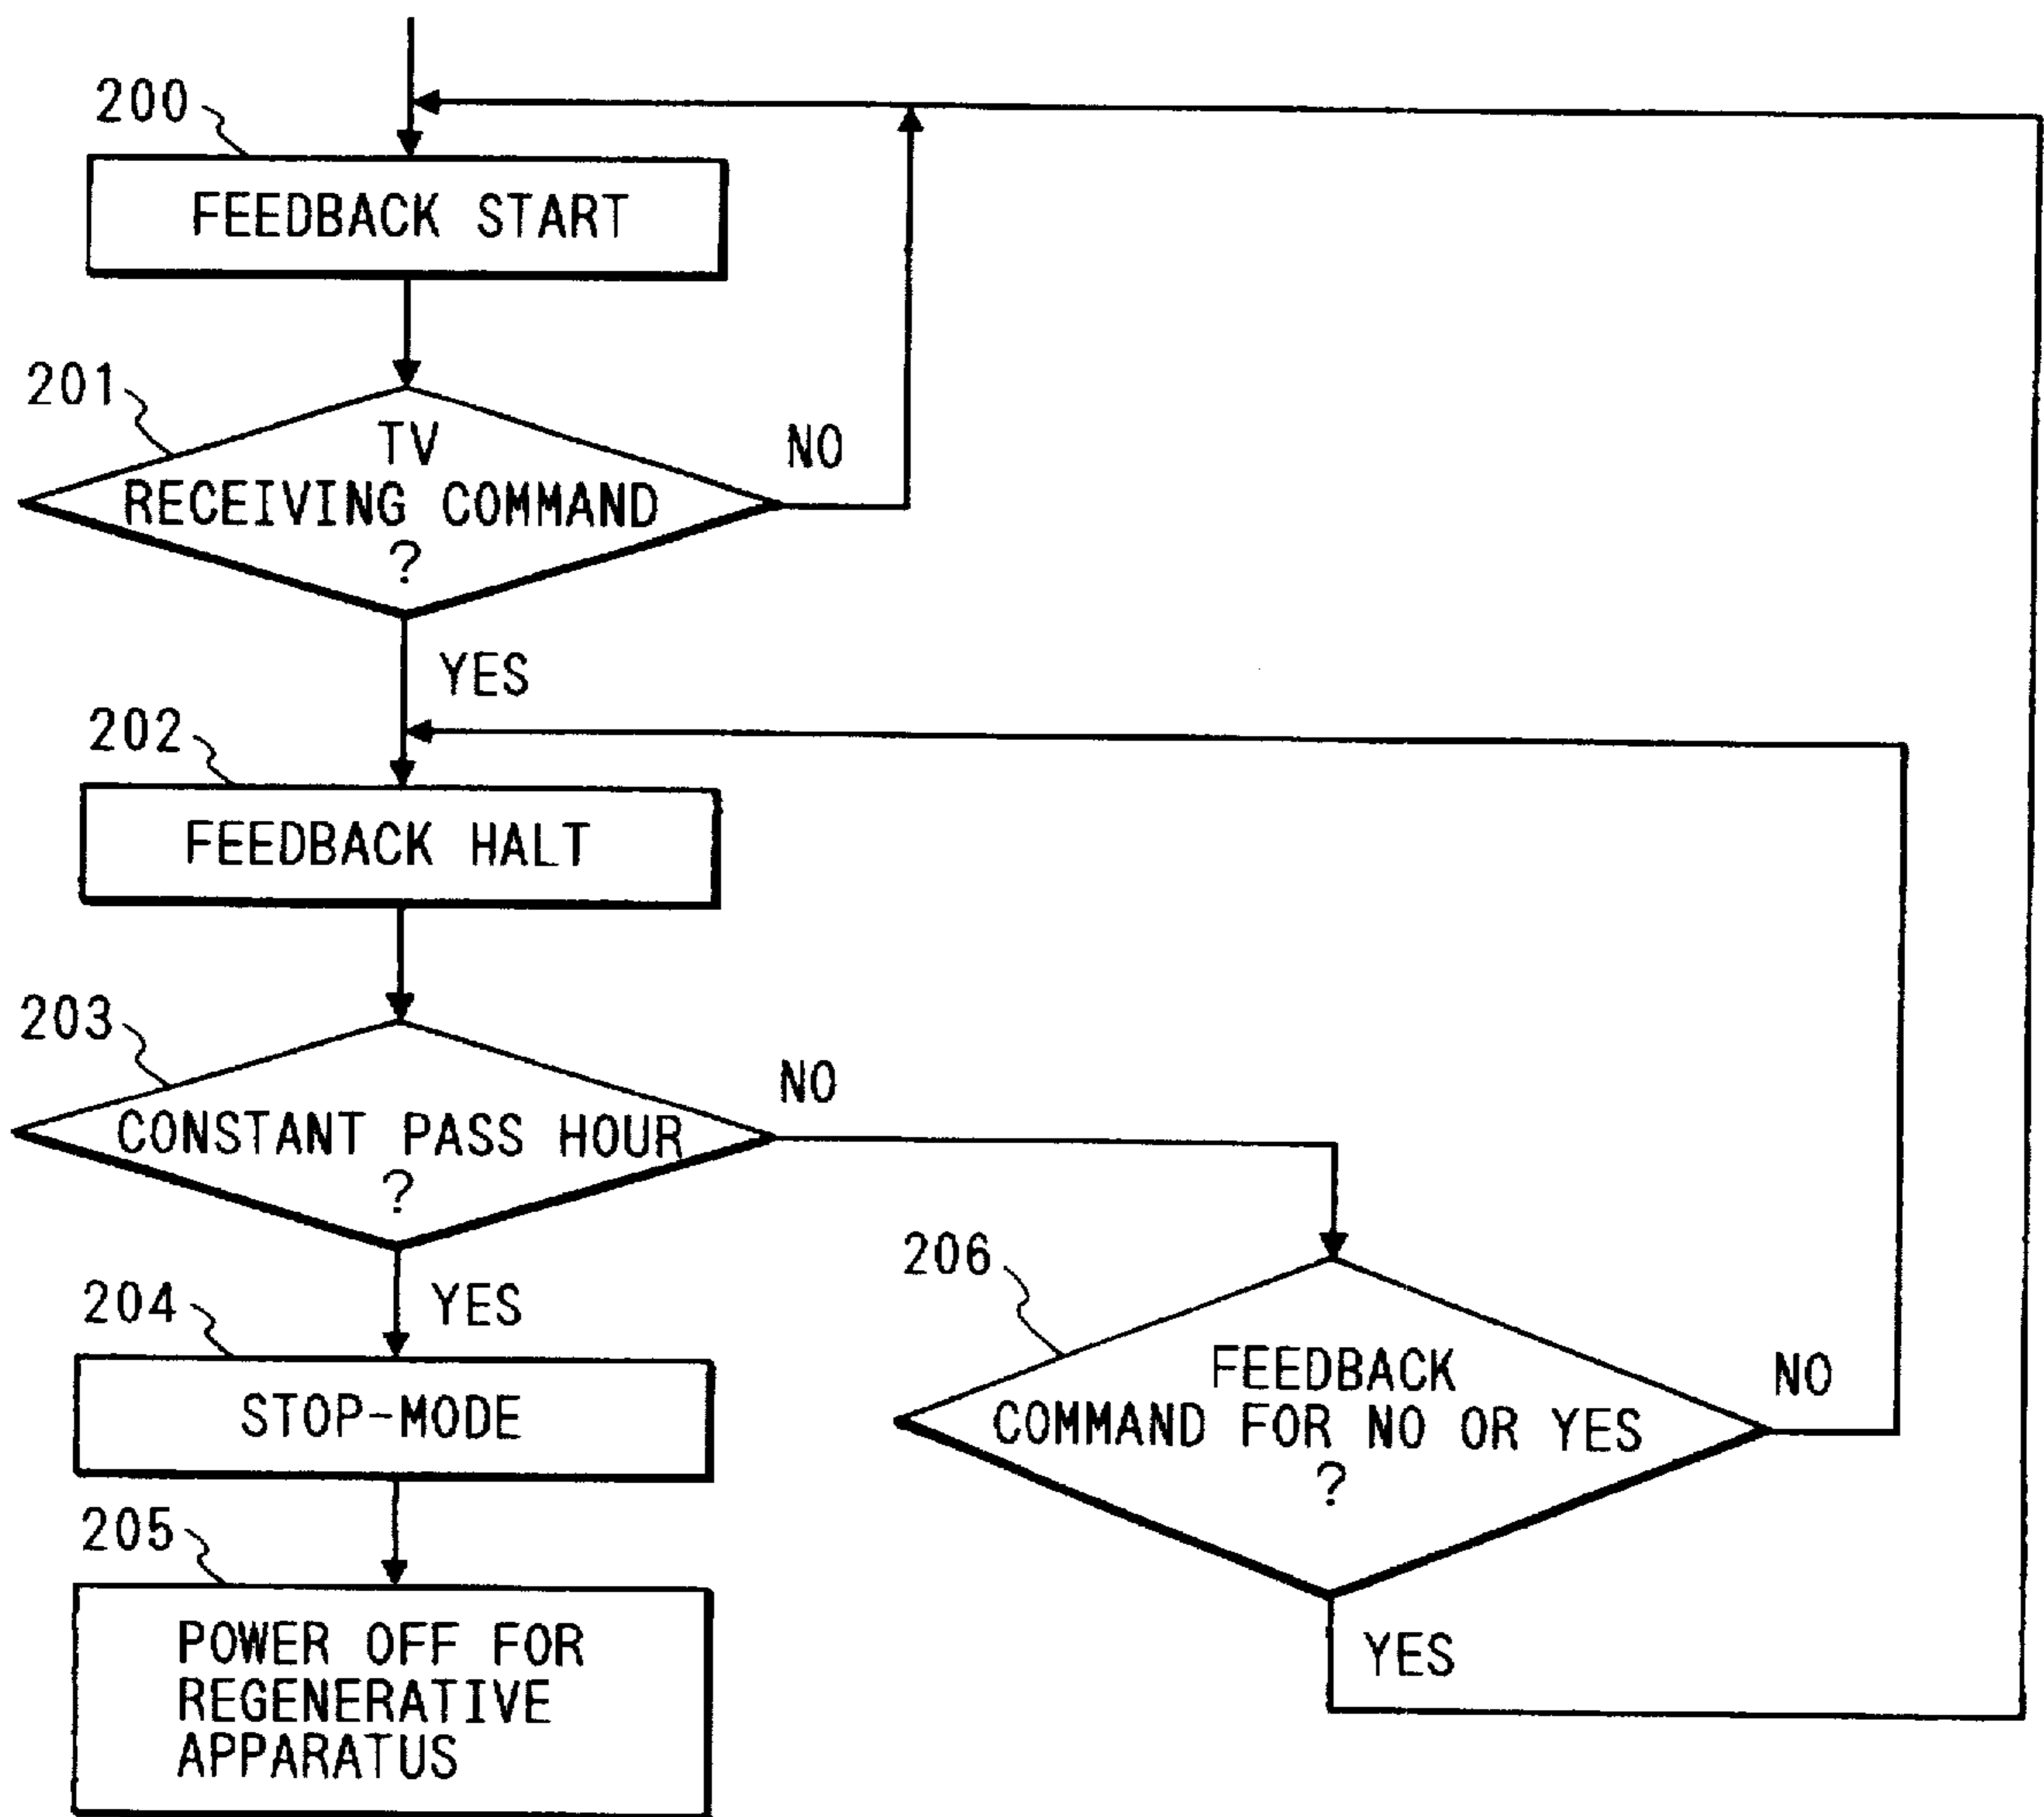 200
FEEDBACK START
201
TV
RECEIVING COMMAND
?
NO
YES
202
FEEDBACK HALT
203
CONSTANT PASS HOUR
?
NO
YES
204
STOP-MODE
205
POWER OFF FOR
REGENERATIVE
APPARATUS
206
FEEDBACK
COMMAND FOR NO OR YES
?
NO
YES